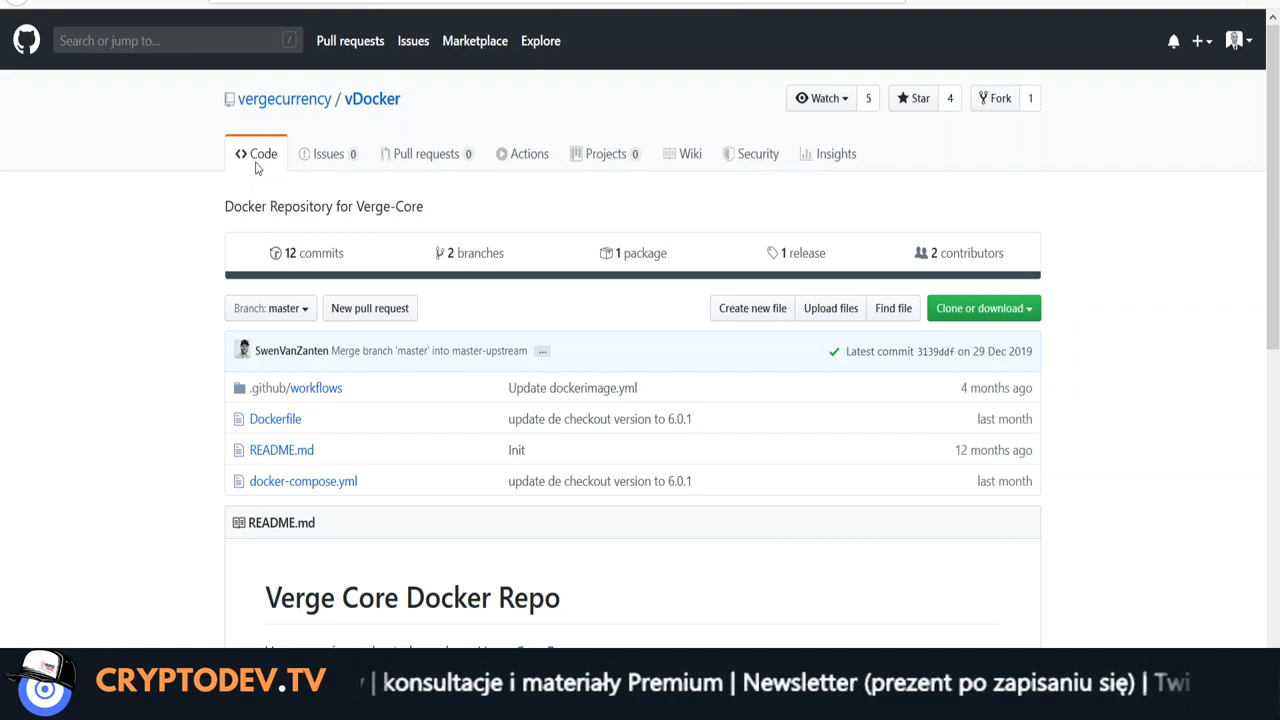 Search or jump to... /
Pull requests Issues Marketplace Explore
vergecurrency / vDocker
Watch 5 Star 4 Fork 1
Code Issues 0 Pull requests 0 Actions Projects 0 Wiki Security Insights
Docker Repository for Verge-Core
12 commits 2 branches 1 package 1 release 2 contributors
Branch: master New pull request Create new file Upload files Find file Clone or download
SwenVanZanten Merge branch 'master' into master-upstream ... Latest commit 3139ddf on 29 Dec 2019
.github/workflows Update dockerimage.yml 4 months ago
Dockerfile update de checkout version to 6.0.1 last month
README.md Init 12 months ago
docker-compose.yml update de checkout version to 6.0.1 last month
README.md
Verge Core Docker Repo
CRYPTODEV.TV | konsultacje i materiały Premium | Newsletter (prezent po zapisaniu się) | Twi